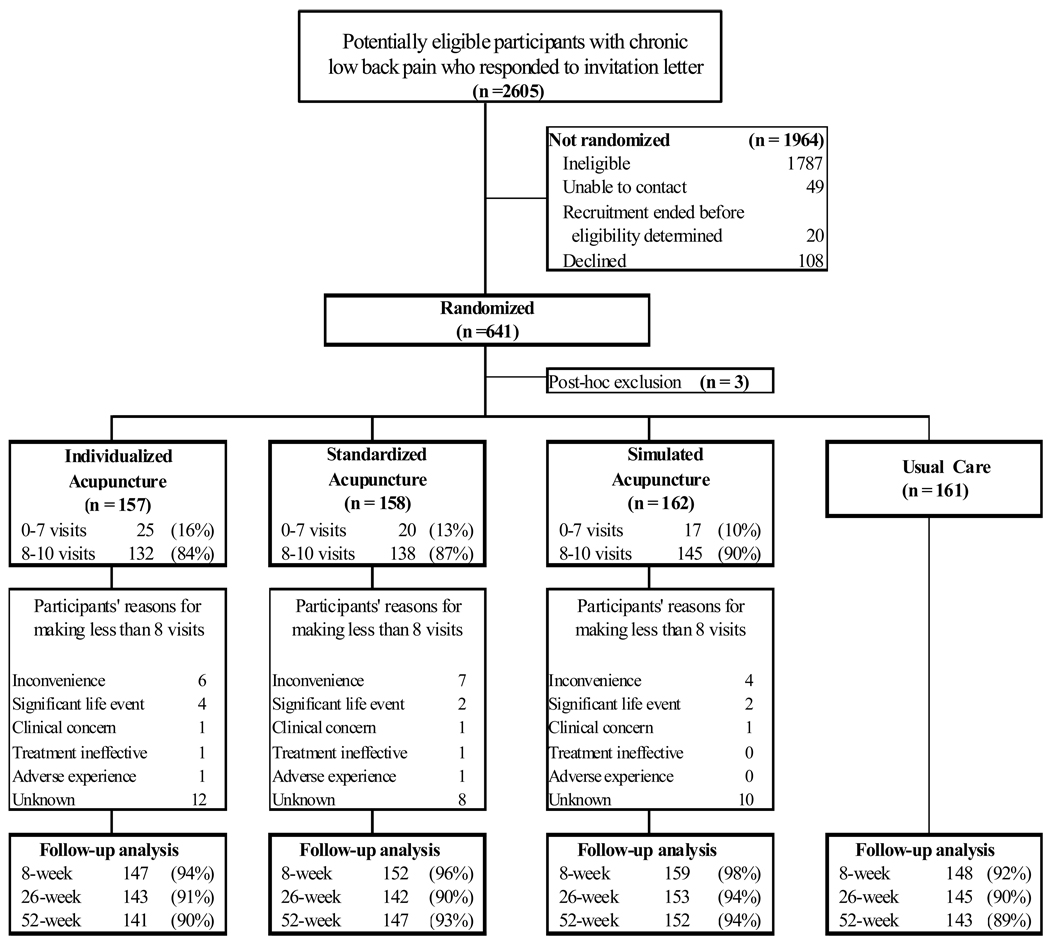 Potentially eligible participants with chronic
low back pain who responded to invitation letter
(n =2605)
Not randomized (n = 1964)
Ineligible 1787
Unable to contact 49
Recruitment ended before
eligibility determined 20
Declined 108
Randomized
(n =641)
Post-hoc exclusion (n = 3)
Individualized
Acupuncture
(n = 157)
0-7 visits 25 (16%)
8-10 visits 132 (84%)
Standardized
Acupuncture
(n = 158)
0-7 visits 20 (13%)
8-10 visits 138 (87%)
Simulated
Acupuncture
(n = 162)
0-7 visits 17 (10%)
8-10 visits 145 (90%)
Usual Care
(n = 161)
Participants' reasons for
making less than 8 visits
Inconvenience 6
Significant life event 4
Clinical concern 1
Treatment ineffective 1
Adverse experience 1
Unknown 12
Participants' reasons for
making less than 8 visits
Inconvenience 7
Significant life event 2
Clinical concern 1
Treatment ineffective 1
Adverse experience 1
Unknown 8
Participants' reasons for
making less than 8 visits
Inconvenience 4
Significant life event 2
Clinical concern 1
Treatment ineffective 0
Adverse experience 0
Unknown 10
Follow-up analysis
8-week 147 (94%)
26-week 143 (91%)
52-week 141 (90%)
Follow-up analysis
8-week 152 (96%)
26-week 142 (90%)
52-week 147 (93%)
Follow-up analysis
8-week 159 (98%)
26-week 153 (94%)
52-week 152 (94%)
Follow-up analysis
8-week 148 (92%)
26-week 145 (90%)
52-week 143 (89%)